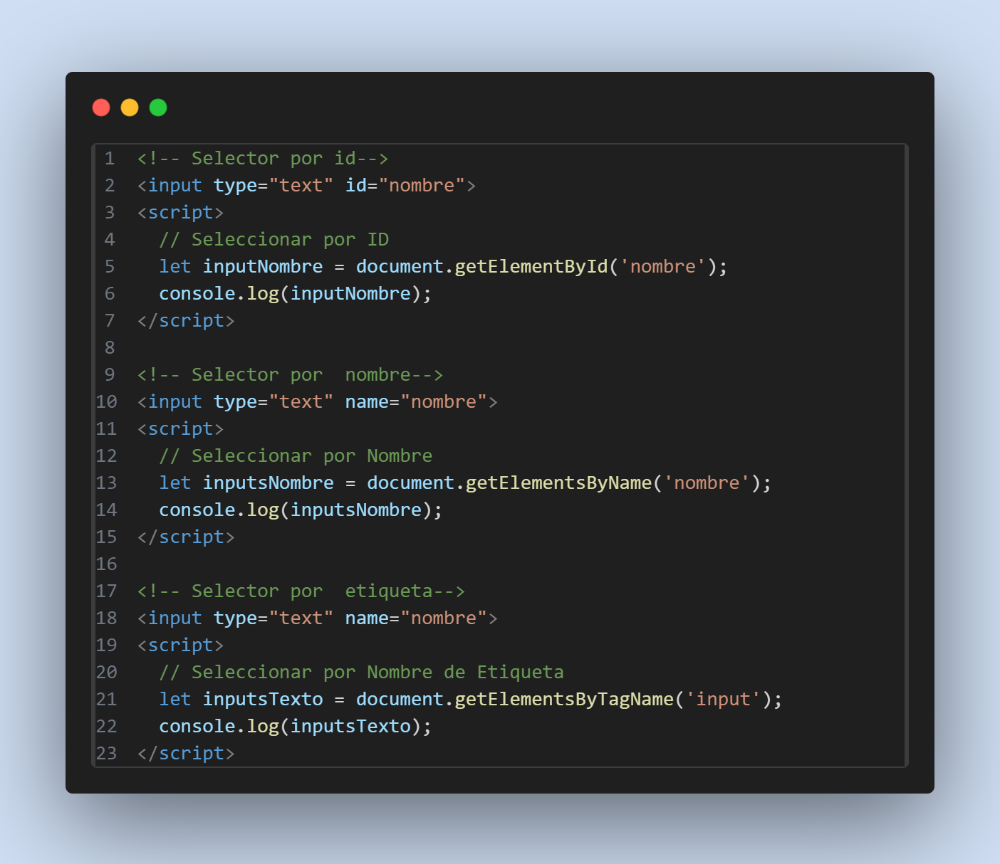 1 <!-- Selector por id-->
2 <input type="text" id="nombre">
3 <script>
4   // Seleccionar por ID
5   let inputNombre = document.getElementById('nombre');
6   console.log(inputNombre);
7 </script>
8
9 <!-- Selector por  nombre-->
10 <input type="text" name="nombre">
11 <script>
12   // Seleccionar por Nombre
13   let inputsNombre = document.getElementsByName('nombre');
14   console.log(inputsNombre);
15 </script>
16
17 <!-- Selector por  etiqueta-->
18 <input type="text" name="nombre">
19 <script>
20   // Seleccionar por Nombre de Etiqueta
21   let inputsTexto = document.getElementsByTagName('input');
22   console.log(inputsTexto);
23 </script>